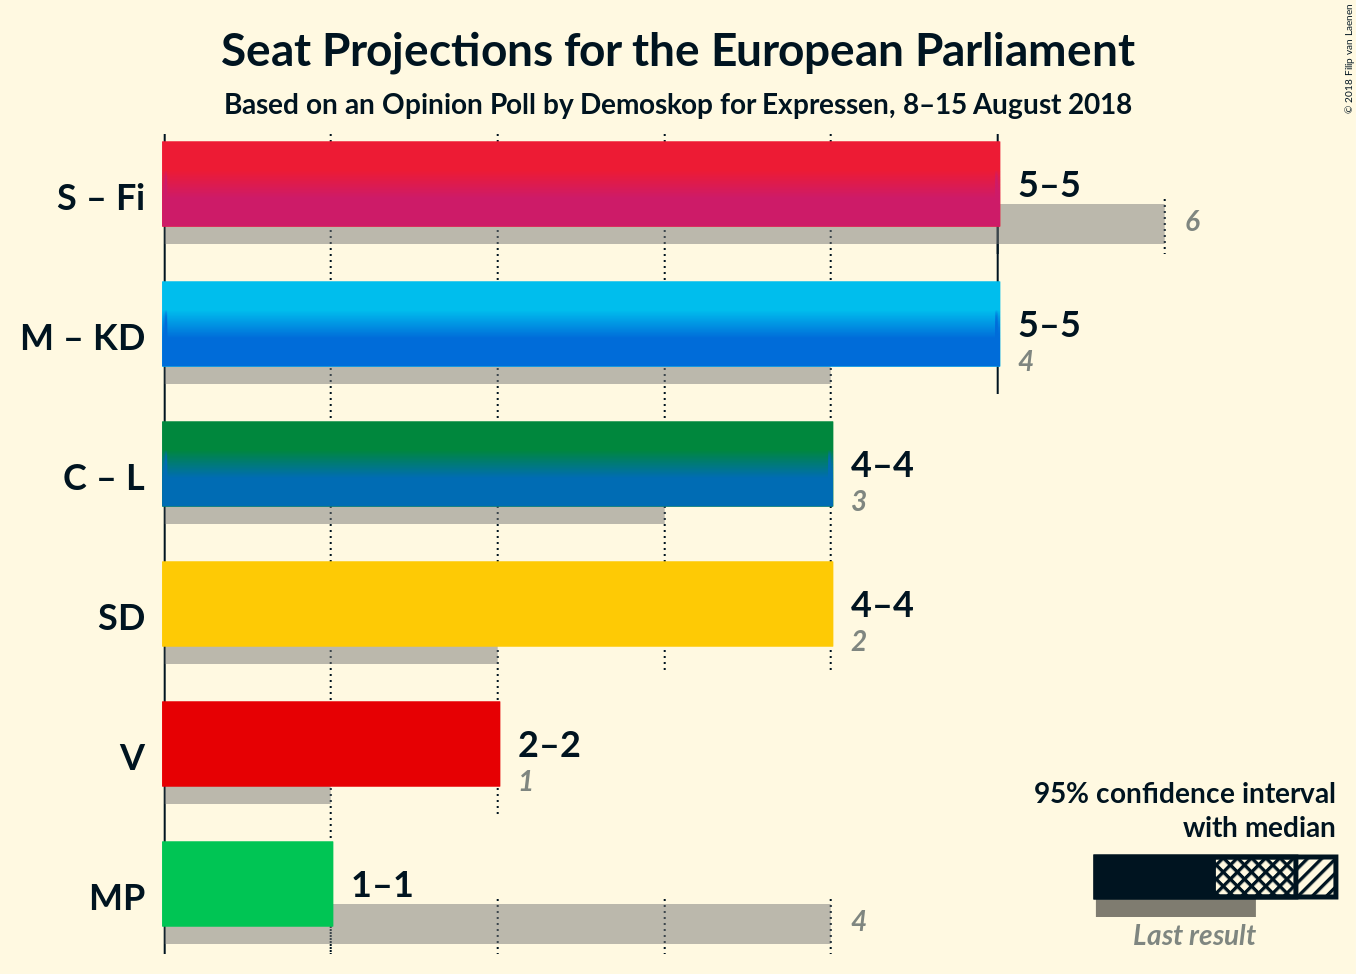 Seat Projections for the European Parliament
Based on an Opinion Poll by Demoskop for Expressen, 8–15 August 2018
© 2018 Filip van Laenen
S – Fi
5–5
6
M – KD
5–5
4
C – L
4–4
3
SD
4–4
2
V
2–2
1
MP
1–1
4
95% confidence interval
with median
Last result